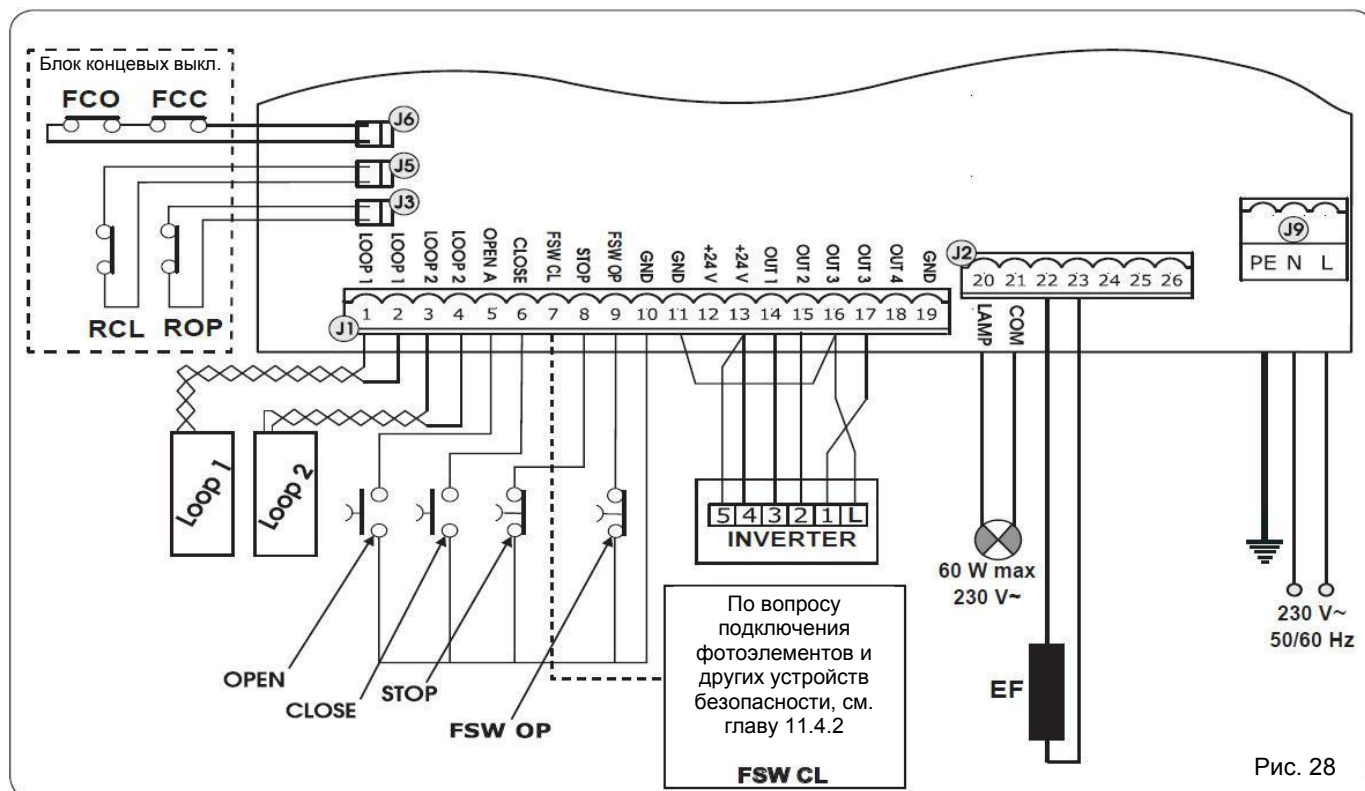 Блок концевых выкл.
FCO FCC
J6
J5
J3
RCL ROP
LOOP 1 LOOP 1 LOOP 2 LOOP 2 OPEN A CLOSE FSW CL STOP FSW OP GND GND +24 V +24 V OUT 1 OUT 2 OUT 3 OUT 3 OUT 4 GND
1 2 3 4 5 6 7 8 9 10 11 12 13 14 15 16 17 18 19
J1
J2
20 21 22 23 24 25 26
LAMP COM
J9
PE N L
Loop 1
Loop 2
5 4 3 2 1 L
INVERTER
60 W max
230 V~
230 V~
50/60 Hz
OPEN
CLOSE
STOP
FSW OP
По вопросу
подключения
фотоэлементов и
других устройств
безопасности, см.
главу 11.4.2
FSW CL
EF
Рис. 28